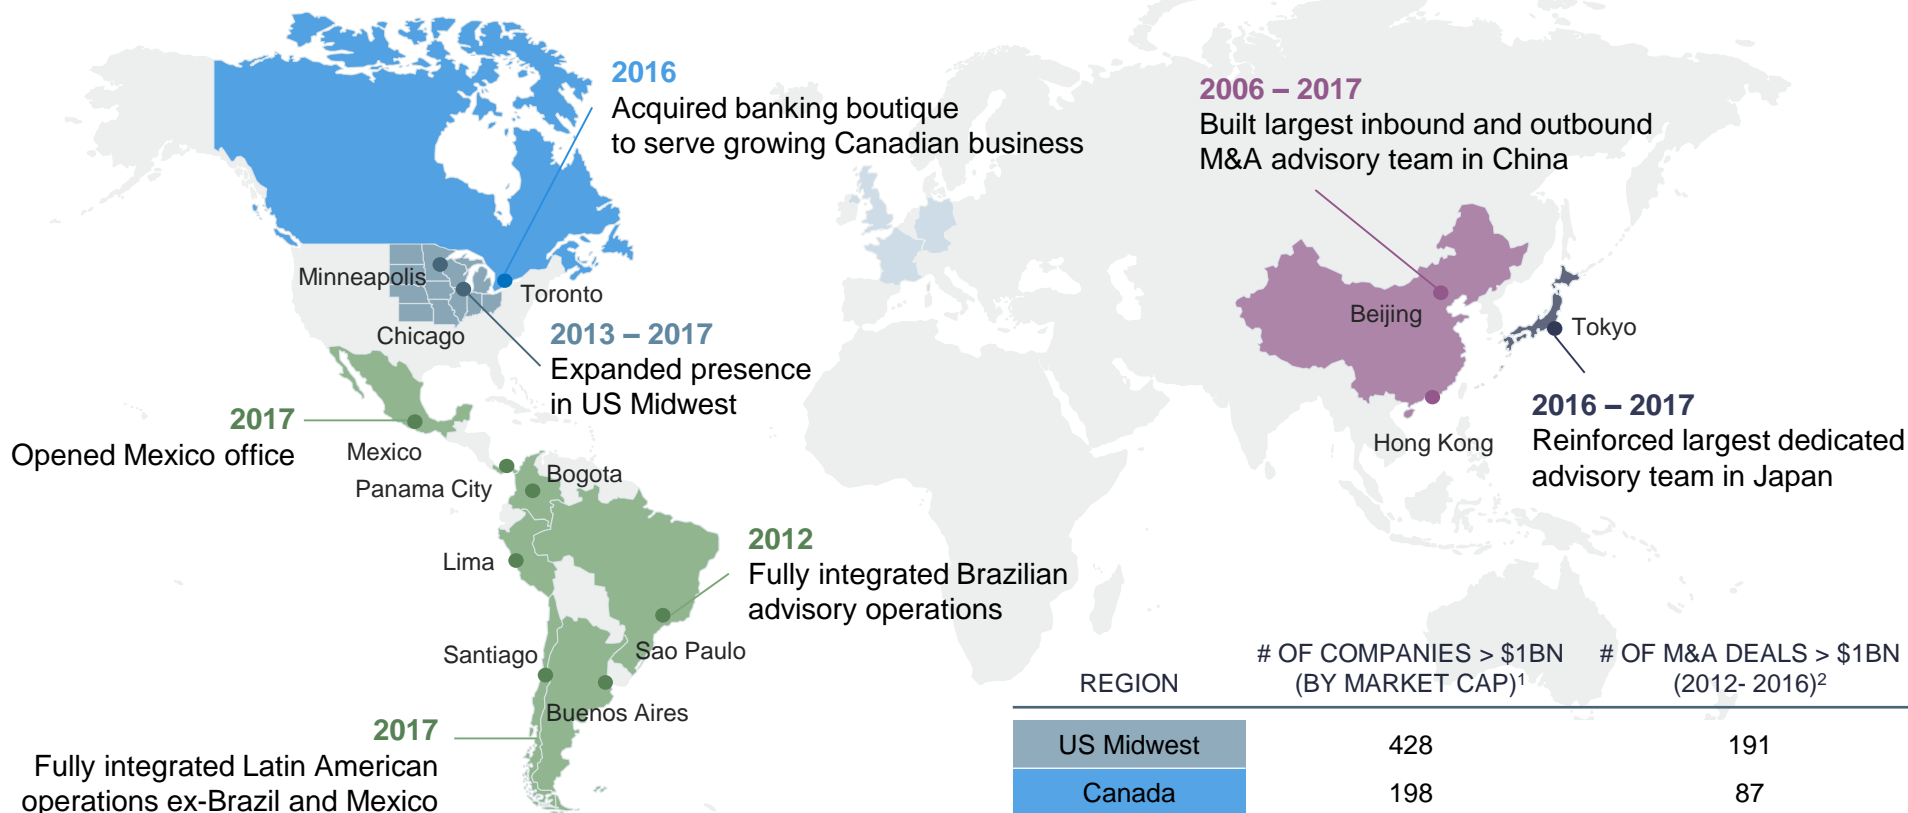 2016
Acquired banking boutique
to serve growing Canadian business
2006 – 2017
Built largest inbound and outbound
M&A advisory team in China
Minneapolis
Toronto
Chicago
2013 – 2017
Expanded presence
in US Midwest
Beijing
Tokyo
Hong Kong
2016 – 2017
Reinforced largest dedicated
advisory team in Japan
2017
Opened Mexico office
Mexico
Panama City
Bogota
Lima
2012
Fully integrated Brazilian
advisory operations
Santiago
Sao Paulo
Buenos Aires
2017
Fully integrated Latin American
operations ex-Brazil and Mexico
REGION
# OF COMPANIES > $1BN
(BY MARKET CAP)1
# OF M&A DEALS > $1BN
(2012- 2016)2
US Midwest 428 191
Canada 198 87